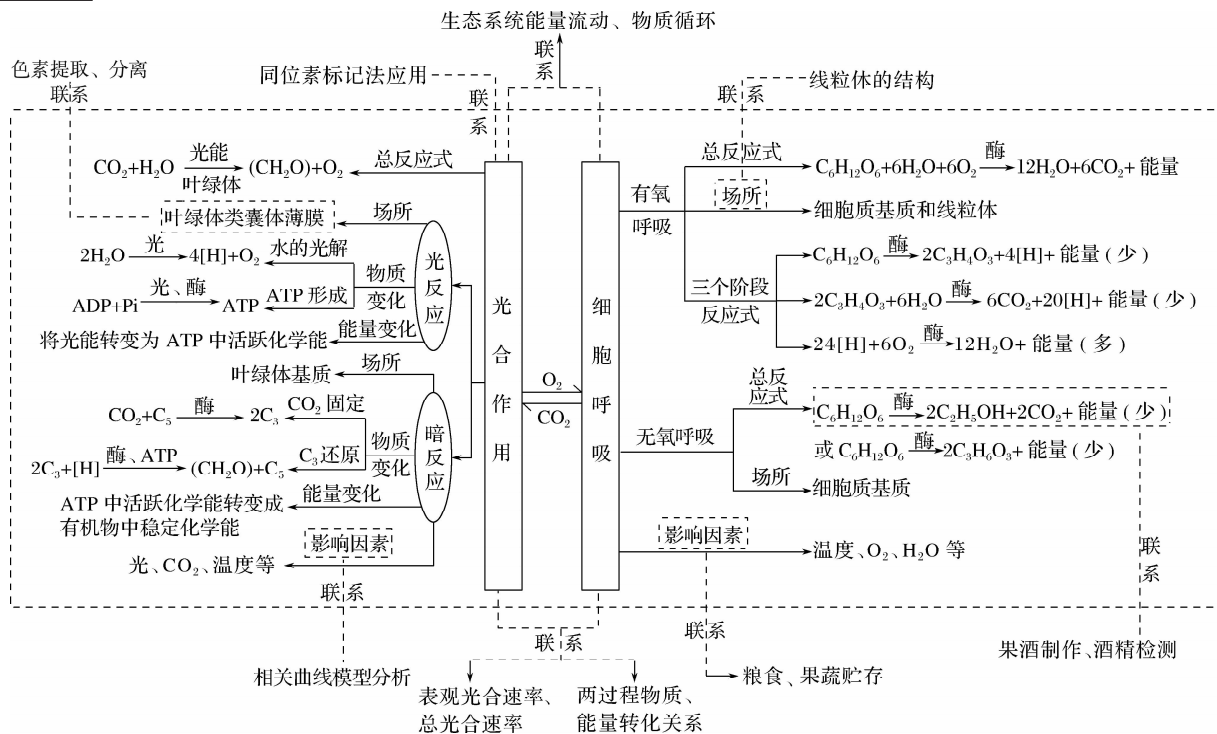 生态系统能量流动、物质循环
联系
色素提取、分离
联系
同位素标记法应用
联系
联系
线粒体的结构
CO₂+H₂O 光能 叶绿体 (CH₂O)+O₂
总反应式
叶绿体类囊体薄膜
场所
2H₂O 光 4[H]+O₂
水的光解
物质变化
ADP+Pi 光、酶 ATP
ATP 形成
将光能转变为 ATP 中活跃化学能
能量变化
光反应
叶绿体基质
场所
CO₂+C₅ 酶 2C₃
CO₂ 固定
物质变化
2C₃+[H] 酶、ATP (CH₂O)+C₅
C₃还原
ATP 中活跃化学能转变成
有机物中稳定化学能
能量变化
暗反应
影响因素
光、CO₂、温度等
联系
相关曲线模型分析
光合作用
O₂
CO₂
细胞呼吸
有氧
呼吸
总反应式
C₆H₁₂O₆+6H₂O+6O₂ 酶 12H₂O+6CO₂+能量
场所
细胞质基质和线粒体
三个阶段
反应式
C₆H₁₂O₆ 酶 2C₃H₄O₃+4[H]+能量(少)
2C₃H₄O₃+6H₂O 酶 6CO₂+20[H]+能量(少)
24[H]+6O₂ 酶 12H₂O+能量(多)
无氧呼吸
总反
应式
C₆H₁₂O₆ 酶 2C₂H₅OH+2CO₂+能量(少)
或 C₆H₁₂O₆ 酶 2C₃H₆O₃+能量(少)
场所
细胞质基质
影响因素
温度、O₂、H₂O 等
联系
联系
果酒制作、酒精检测
粮食、果蔬贮存
联系
表观光合速率、
总光合速率
两过程物质、
能量转化关系